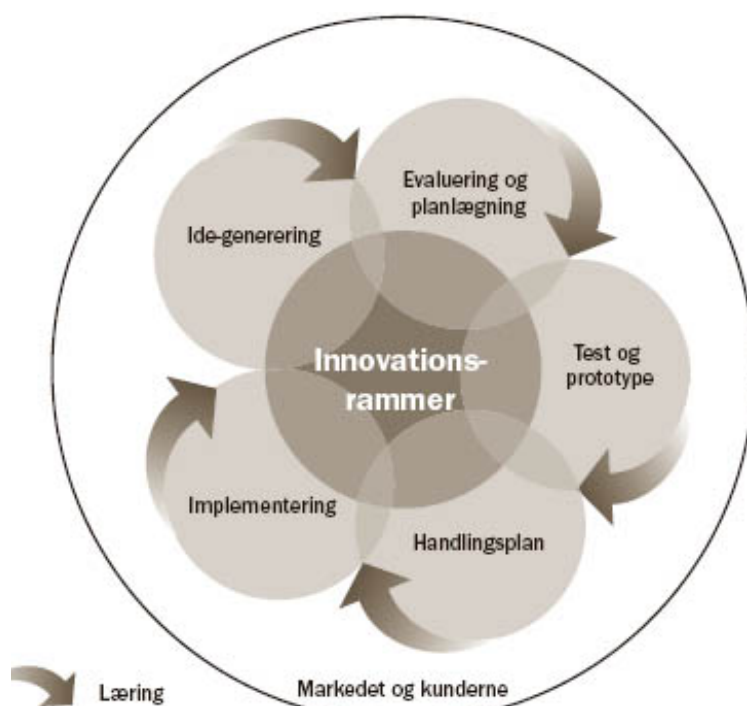 Evaluering og
planlægning
Ide-generering
Test og
prototype
Innovations-
rammer
Implementering
Handlingsplan
Læring
Markedet og kunderne